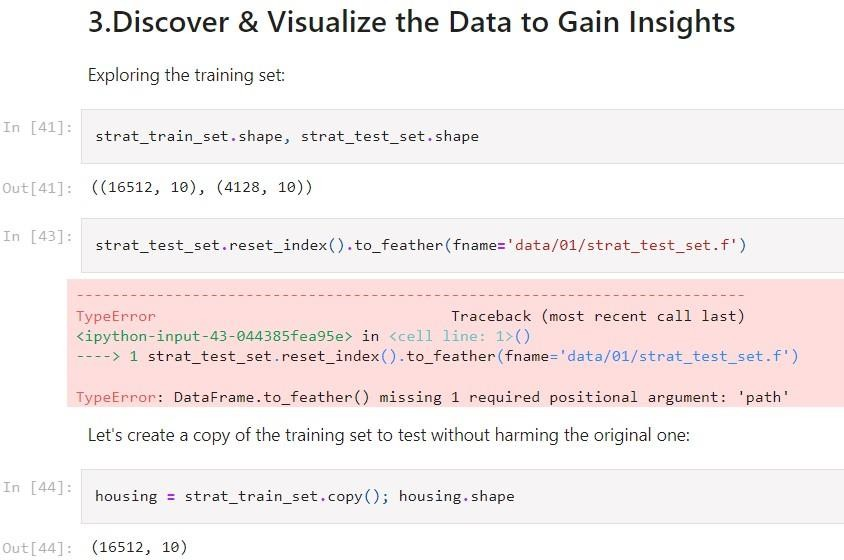 3.Discover & Visualize the Data to Gain Insights
Exploring the training set:
In [41]:
strat_train_set.shape, strat_test_set.shape
Out[41]:
((16512, 10), (4128, 10))
In [43]:
strat_test_set.reset_index().to_feather(fname='data/01/strat_test_set.f')
---------------------------------------------------------------------------
TypeError                                 Traceback (most recent call last)
<ipython-input-43-044385fea95e> in <cell line: 1>()
----> 1 strat_test_set.reset_index().to_feather(fname='data/01/strat_test_set.f')
TypeError: DataFrame.to_feather() missing 1 required positional argument: 'path'
Let's create a copy of the training set to test without harming the original one:
In [44]:
housing = strat_train_set.copy(); housing.shape
Out[44]:
(16512, 10)